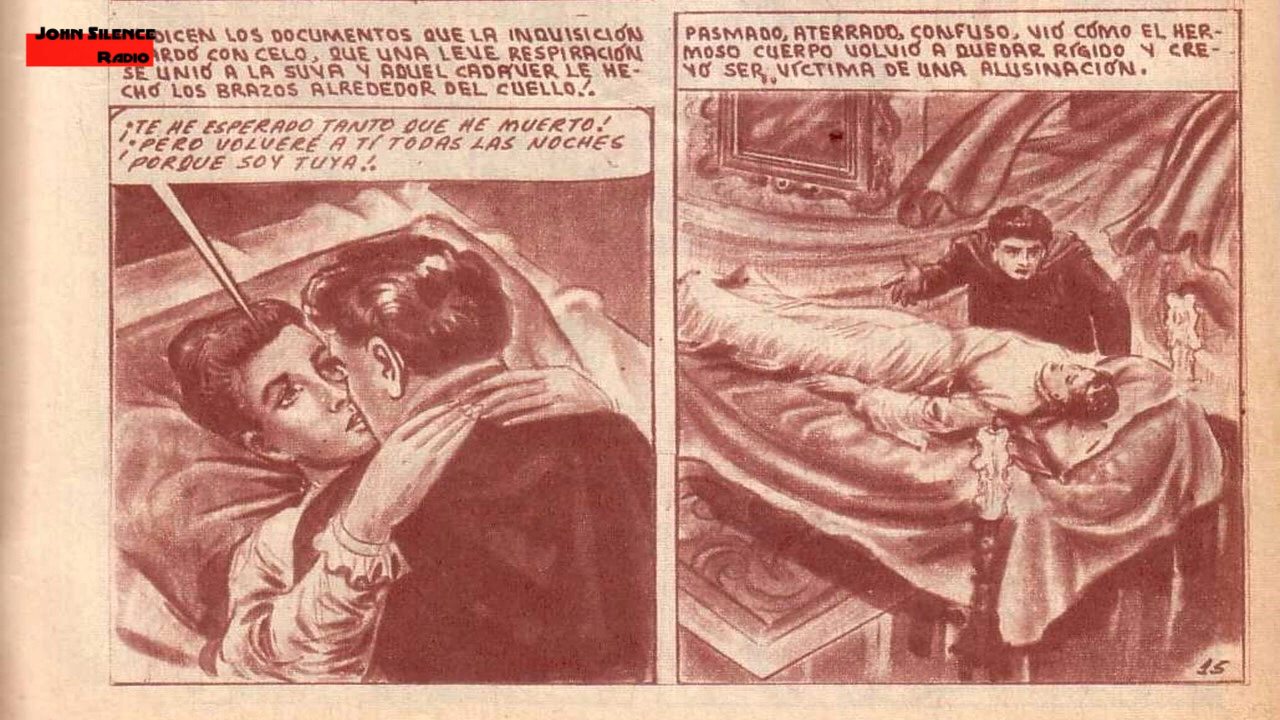 JOHN SILENCE
RADIO
DICEN LOS DOCUMENTOS QUE LA INQUISICIÓN
CON CELO, QUE UNA LEVE RESPIRACIÓN
SE UNIÓ A LA SUYA Y AQUEL CADÁVER LE HE-
CHÓ LOS BRAZOS ALREDEDOR DEL CUELLO..
¡TE HE ESPERADO TANTO QUE HE MUERTO!
¡PERO VOLVERÉ A TÍ TODAS LAS NOCHES
PORQUE SOY TUYA!.
PASMADO, ATERRADO, CONFUSO, VIÓ CÓMO EL HER-
MOSO CUERPO VOLVIÓ A QUEDAR RÍGIDO Y CRE-
YÓ SER VÍCTIMA DE UNA ALUSINACIÓN.
15